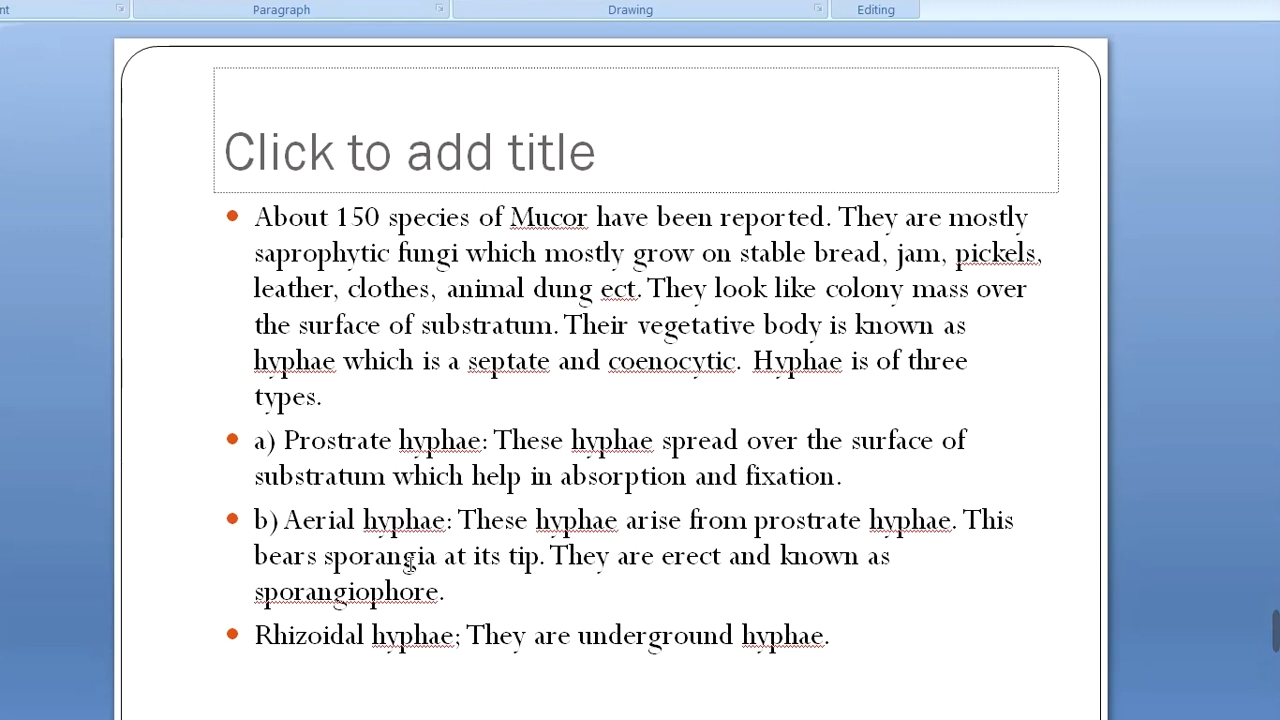 nt Paragraph Drawing Editing
Click to add title
• About 150 species of Mucor have been reported. They are mostly
saprophytic fungi which mostly grow on stable bread, jam, pickels,
leather, clothes, animal dung ect. They look like colony mass over
the surface of substratum. Their vegetative body is known as
hyphae which is a septate and coenocytic. Hyphae is of three
types.
• a) Prostrate hyphae: These hyphae spread over the surface of
substratum which help in absorption and fixation.
• b) Aerial hyphae: These hyphae arise from prostrate hyphae. This
bears sporangia at its tip. They are erect and known as
sporangiophore.
• Rhizoidal hyphae; They are underground hyphae.